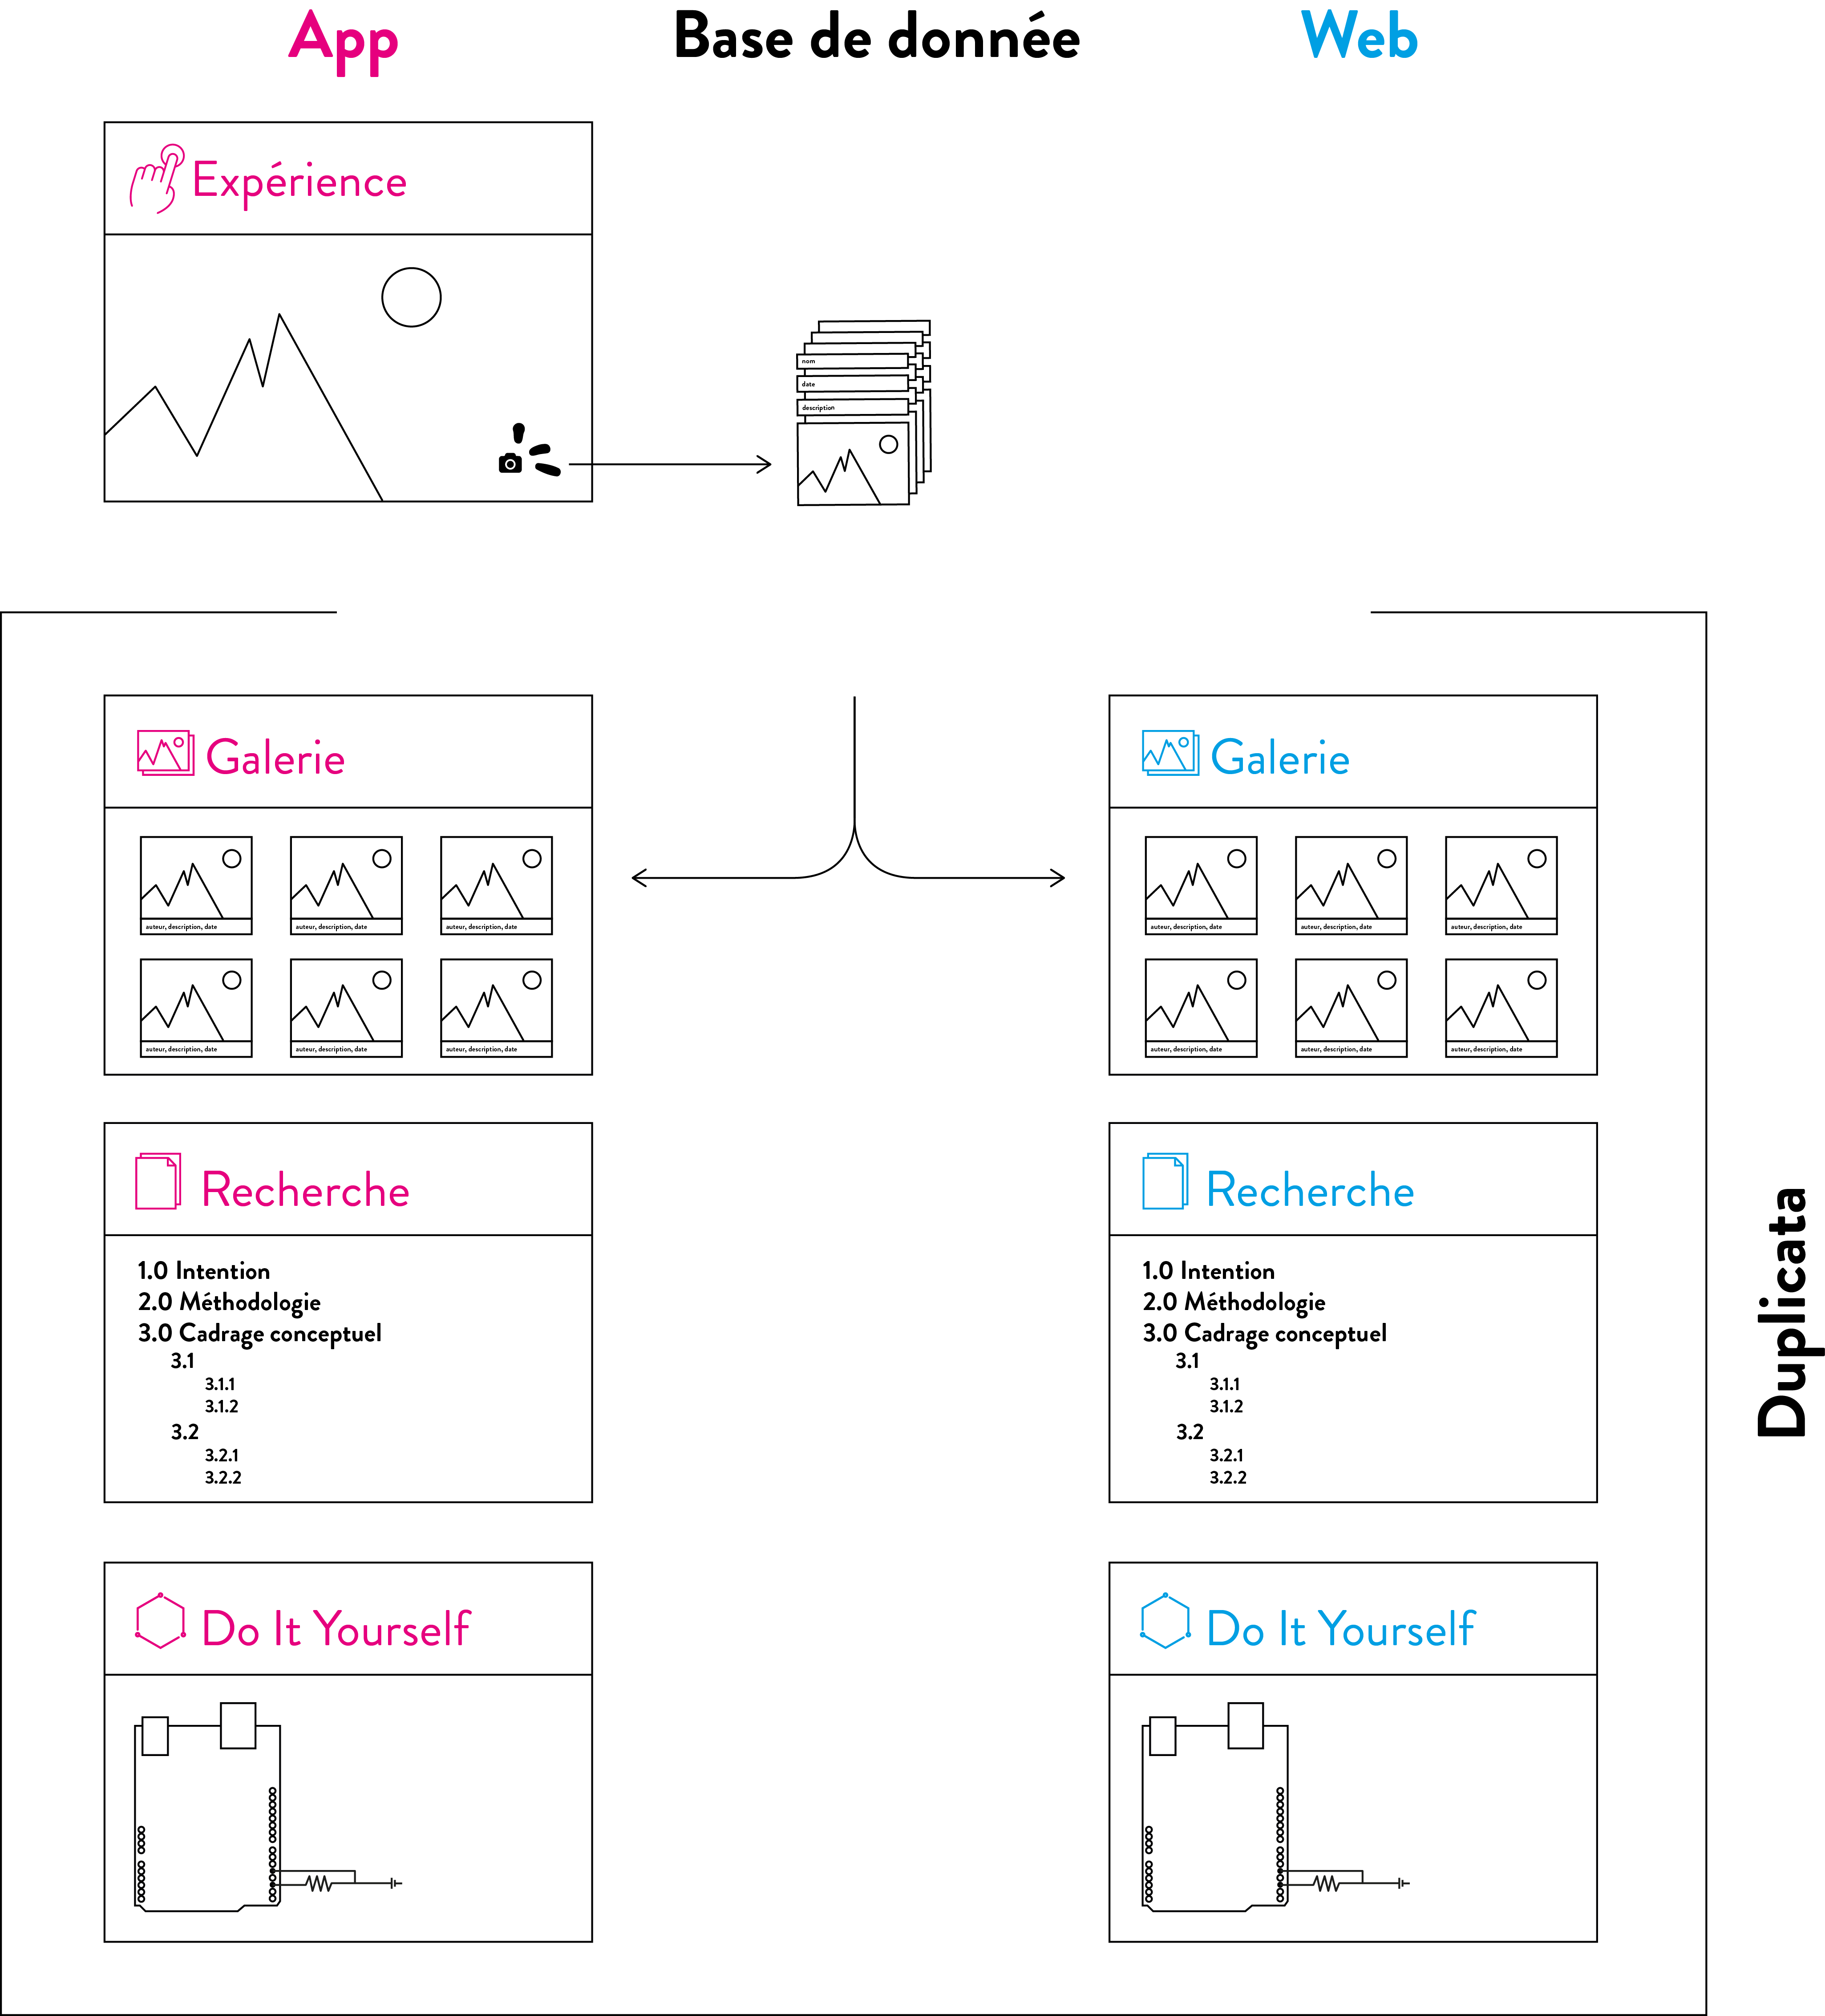 App
Base de donnée
Web
Expérience
nom
date
description
Galerie
auteur, description, date
auteur, description, date
auteur, description, date
auteur, description, date
auteur, description, date
auteur, description, date
Galerie
auteur, description, date
auteur, description, date
auteur, description, date
auteur, description, date
auteur, description, date
auteur, description, date
Recherche
1.0 Intention
2.0 Méthodologie
3.0 Cadrage conceptuel
3.1
3.1.1
3.1.2
3.2
3.2.1
3.2.2
Recherche
1.0 Intention
2.0 Méthodologie
3.0 Cadrage conceptuel
3.1
3.1.1
3.1.2
3.2
3.2.1
3.2.2
Do It Yourself
Do It Yourself
Duplicata